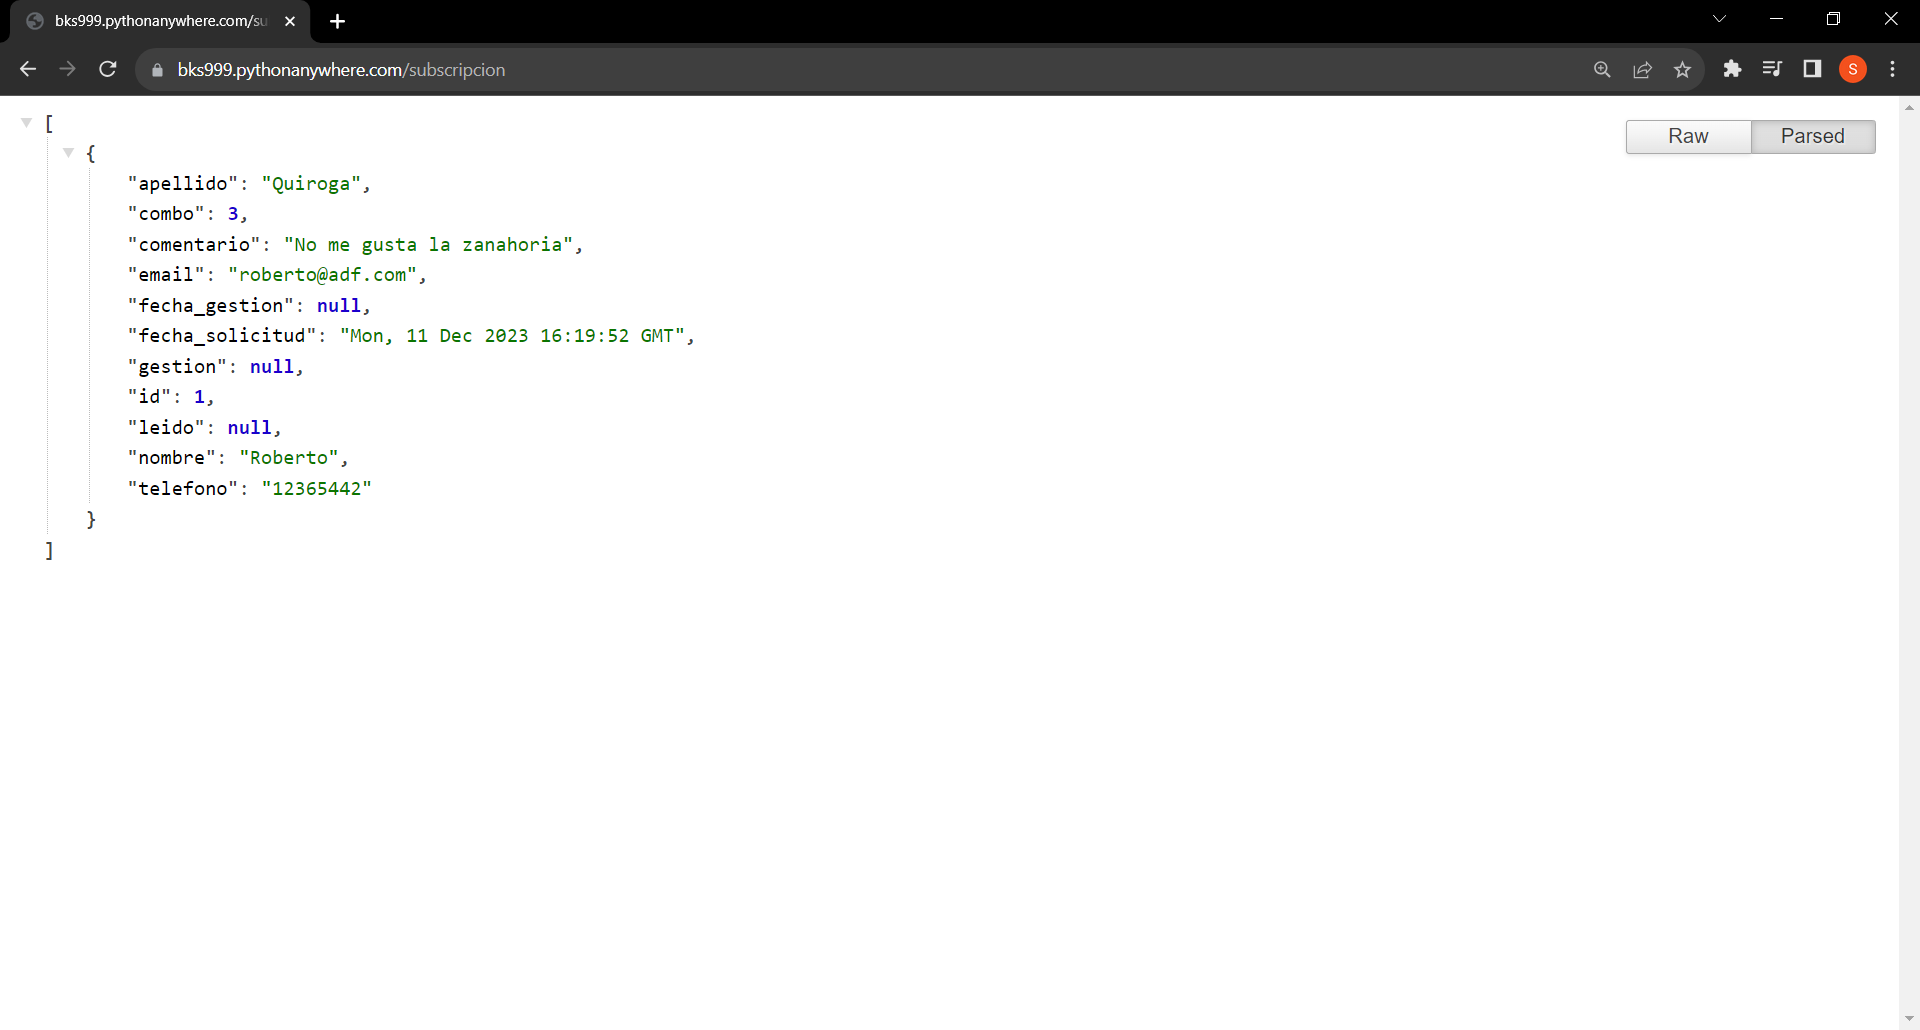 bks999.pythonanywhere.com/su
bks999.pythonanywhere.com/subscripcion
S
Raw
Parsed
[
{
"apellido": "Quiroga",
"combo": 3,
"comentario": "No me gusta la zanahoria",
"email": "roberto@adf.com",
"fecha_gestion": null,
"fecha_solicitud": "Mon, 11 Dec 2023 16:19:52 GMT",
"gestion": null,
"id": 1,
"leido": null,
"nombre": "Roberto",
"telefono": "12365442"
}
]